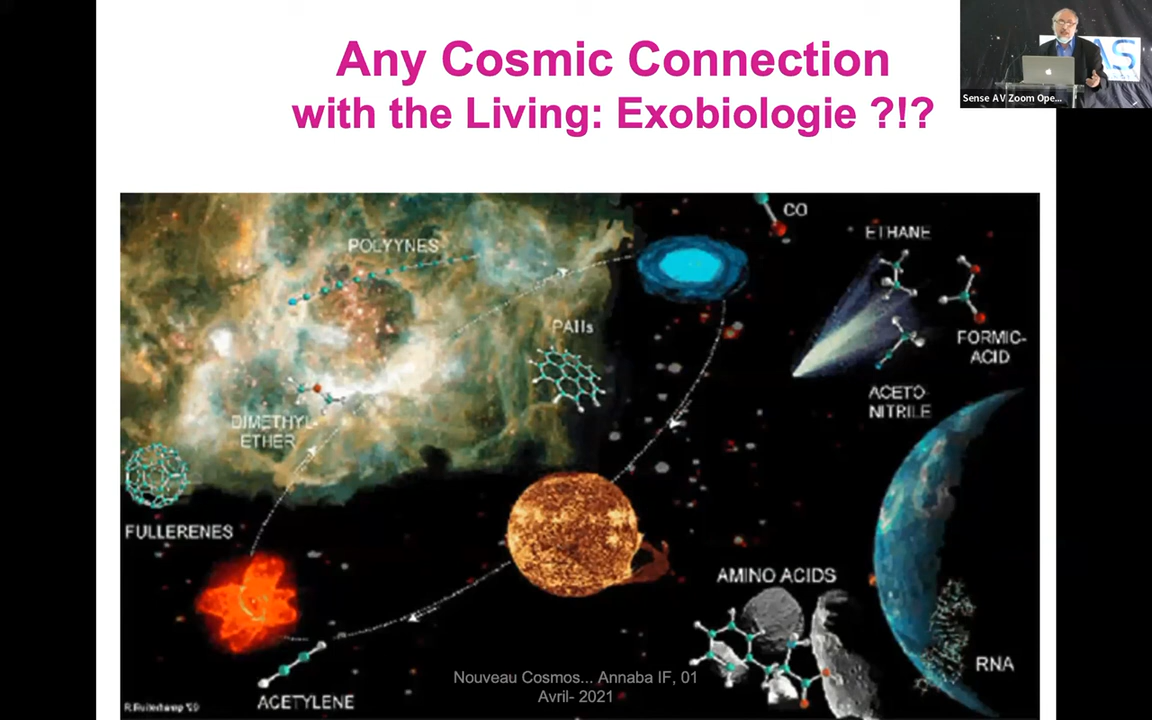 Any Cosmic Connection
with the Living: Exobiologie ?!?
AS
Sense AV Zoom Ope...
CO
POLYYNES
ETHANE
PAHs
FORMIC-
ACID
ACETO-
NITRILE
DIMETHYL-
ETHER
FULLERENES
AMINO ACIDS
RNA
ACETYLENE
Nouveau Cosmos... Annaba IF, 01
Avril- 2021